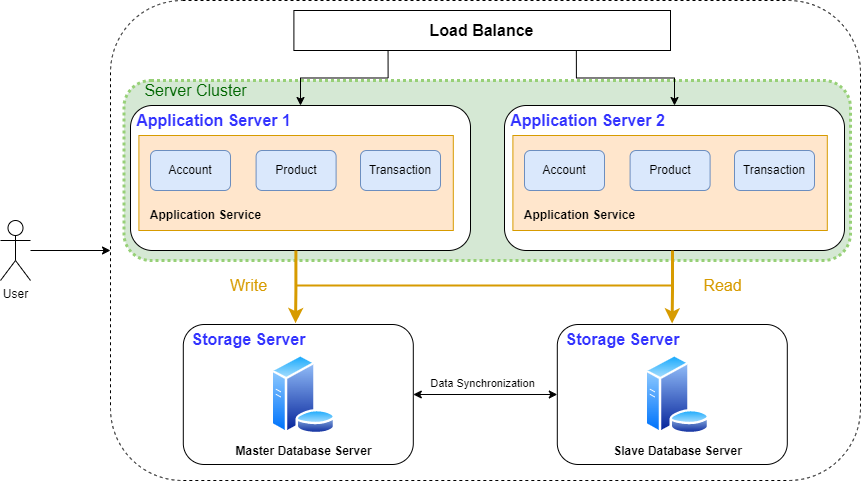 Load Balance
Server Cluster
Application Server 1
Account
Product
Transaction
Application Service
Application Server 2
Account
Product
Transaction
Application Service
User
Write
Read
Storage Server
Master Database Server
Data Synchronization
Storage Server
Slave Database Server